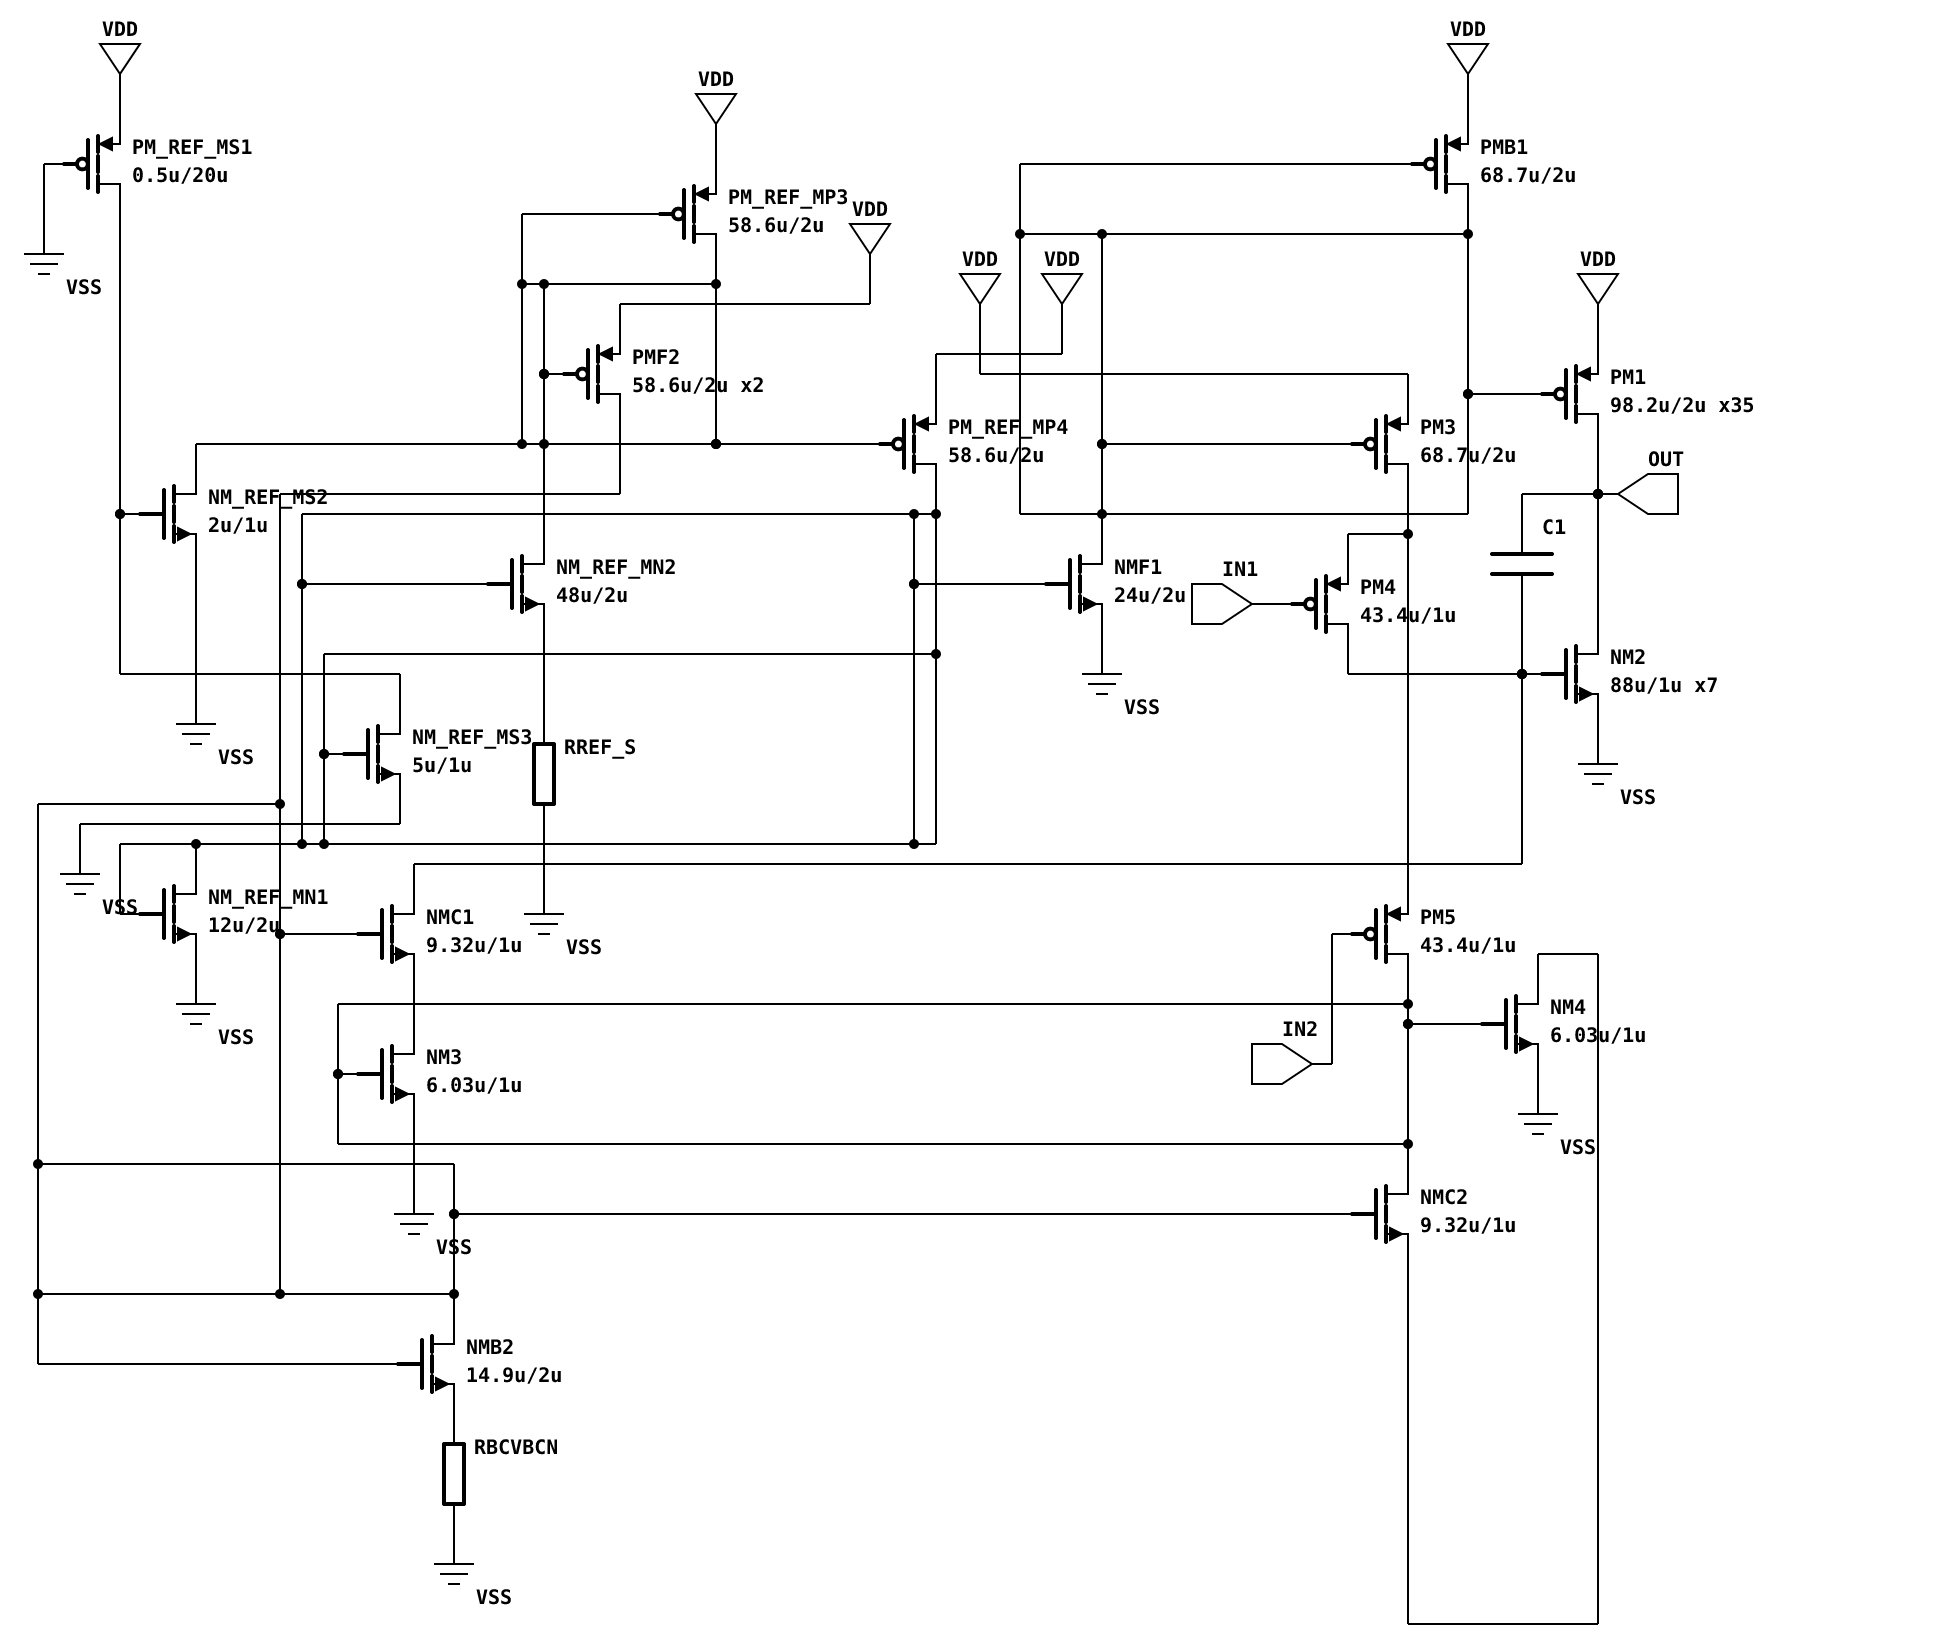 VDD
VDD
VDD
PM_REF_MS1
0.5u/20u
PMB1
68.7u/2u
PM_REF_MP3
58.6u/2u
VDD
VSS
VDD
VDD
VDD
PMF2
58.6u/2u x2
PM1
98.2u/2u x35
PM_REF_MP4
58.6u/2u
PM3
68.7u/2u
OUT
NM_REF_MS2
2u/1u
C1
NM_REF_MN2
48u/2u
NMF1
24u/2u
IN1
PM4
43.4u/1u
NM2
88u/1u x7
VSS
NM_REF_MS3
5u/1u
RREF_S
VSS
VSS
VSS
NM_REF_MN1
12u/2u
NMC1
9.32u/1u
VSS
PM5
43.4u/1u
VSS
IN2
NM4
6.03u/1u
NM3
6.03u/1u
VSS
NMC2
9.32u/1u
VSS
NMB2
14.9u/2u
RBCVBCN
VSS